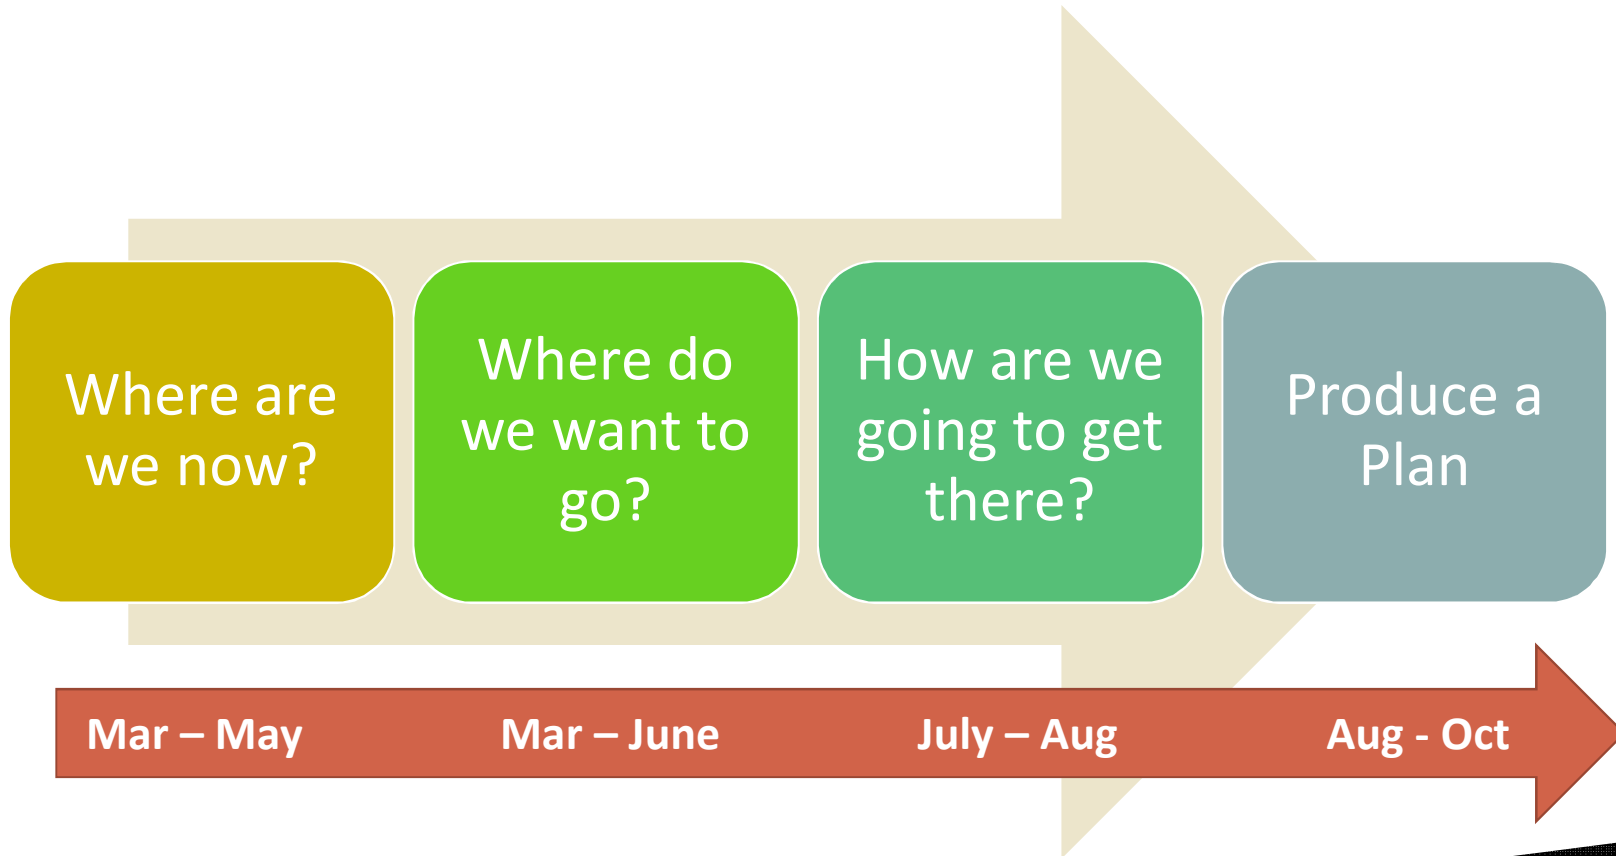 Where are
we now?
Where do
we want to
go?
How are we
going to get
there?
Produce a
Plan
Mar – May
Mar – June
July – Aug
Aug - Oct